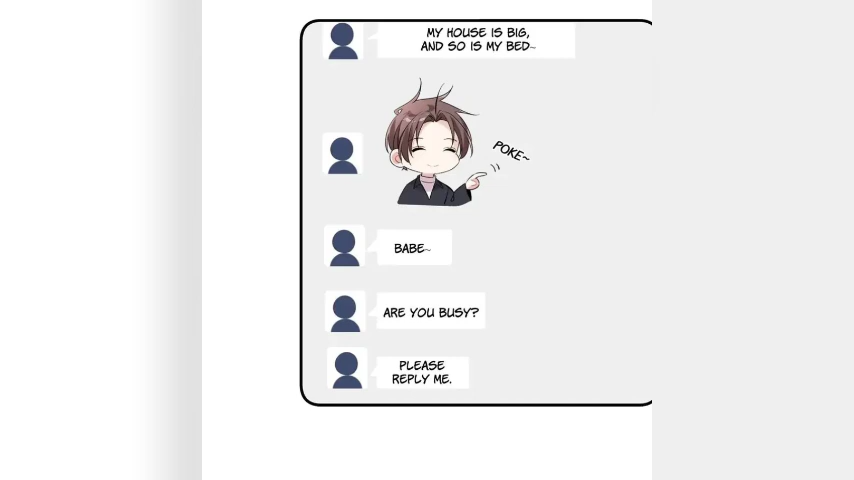 MY HOUSE IS BIG,
AND SO IS MY BED~
POKE~
BABE~
ARE YOU BUSY?
PLEASE
REPLY ME.